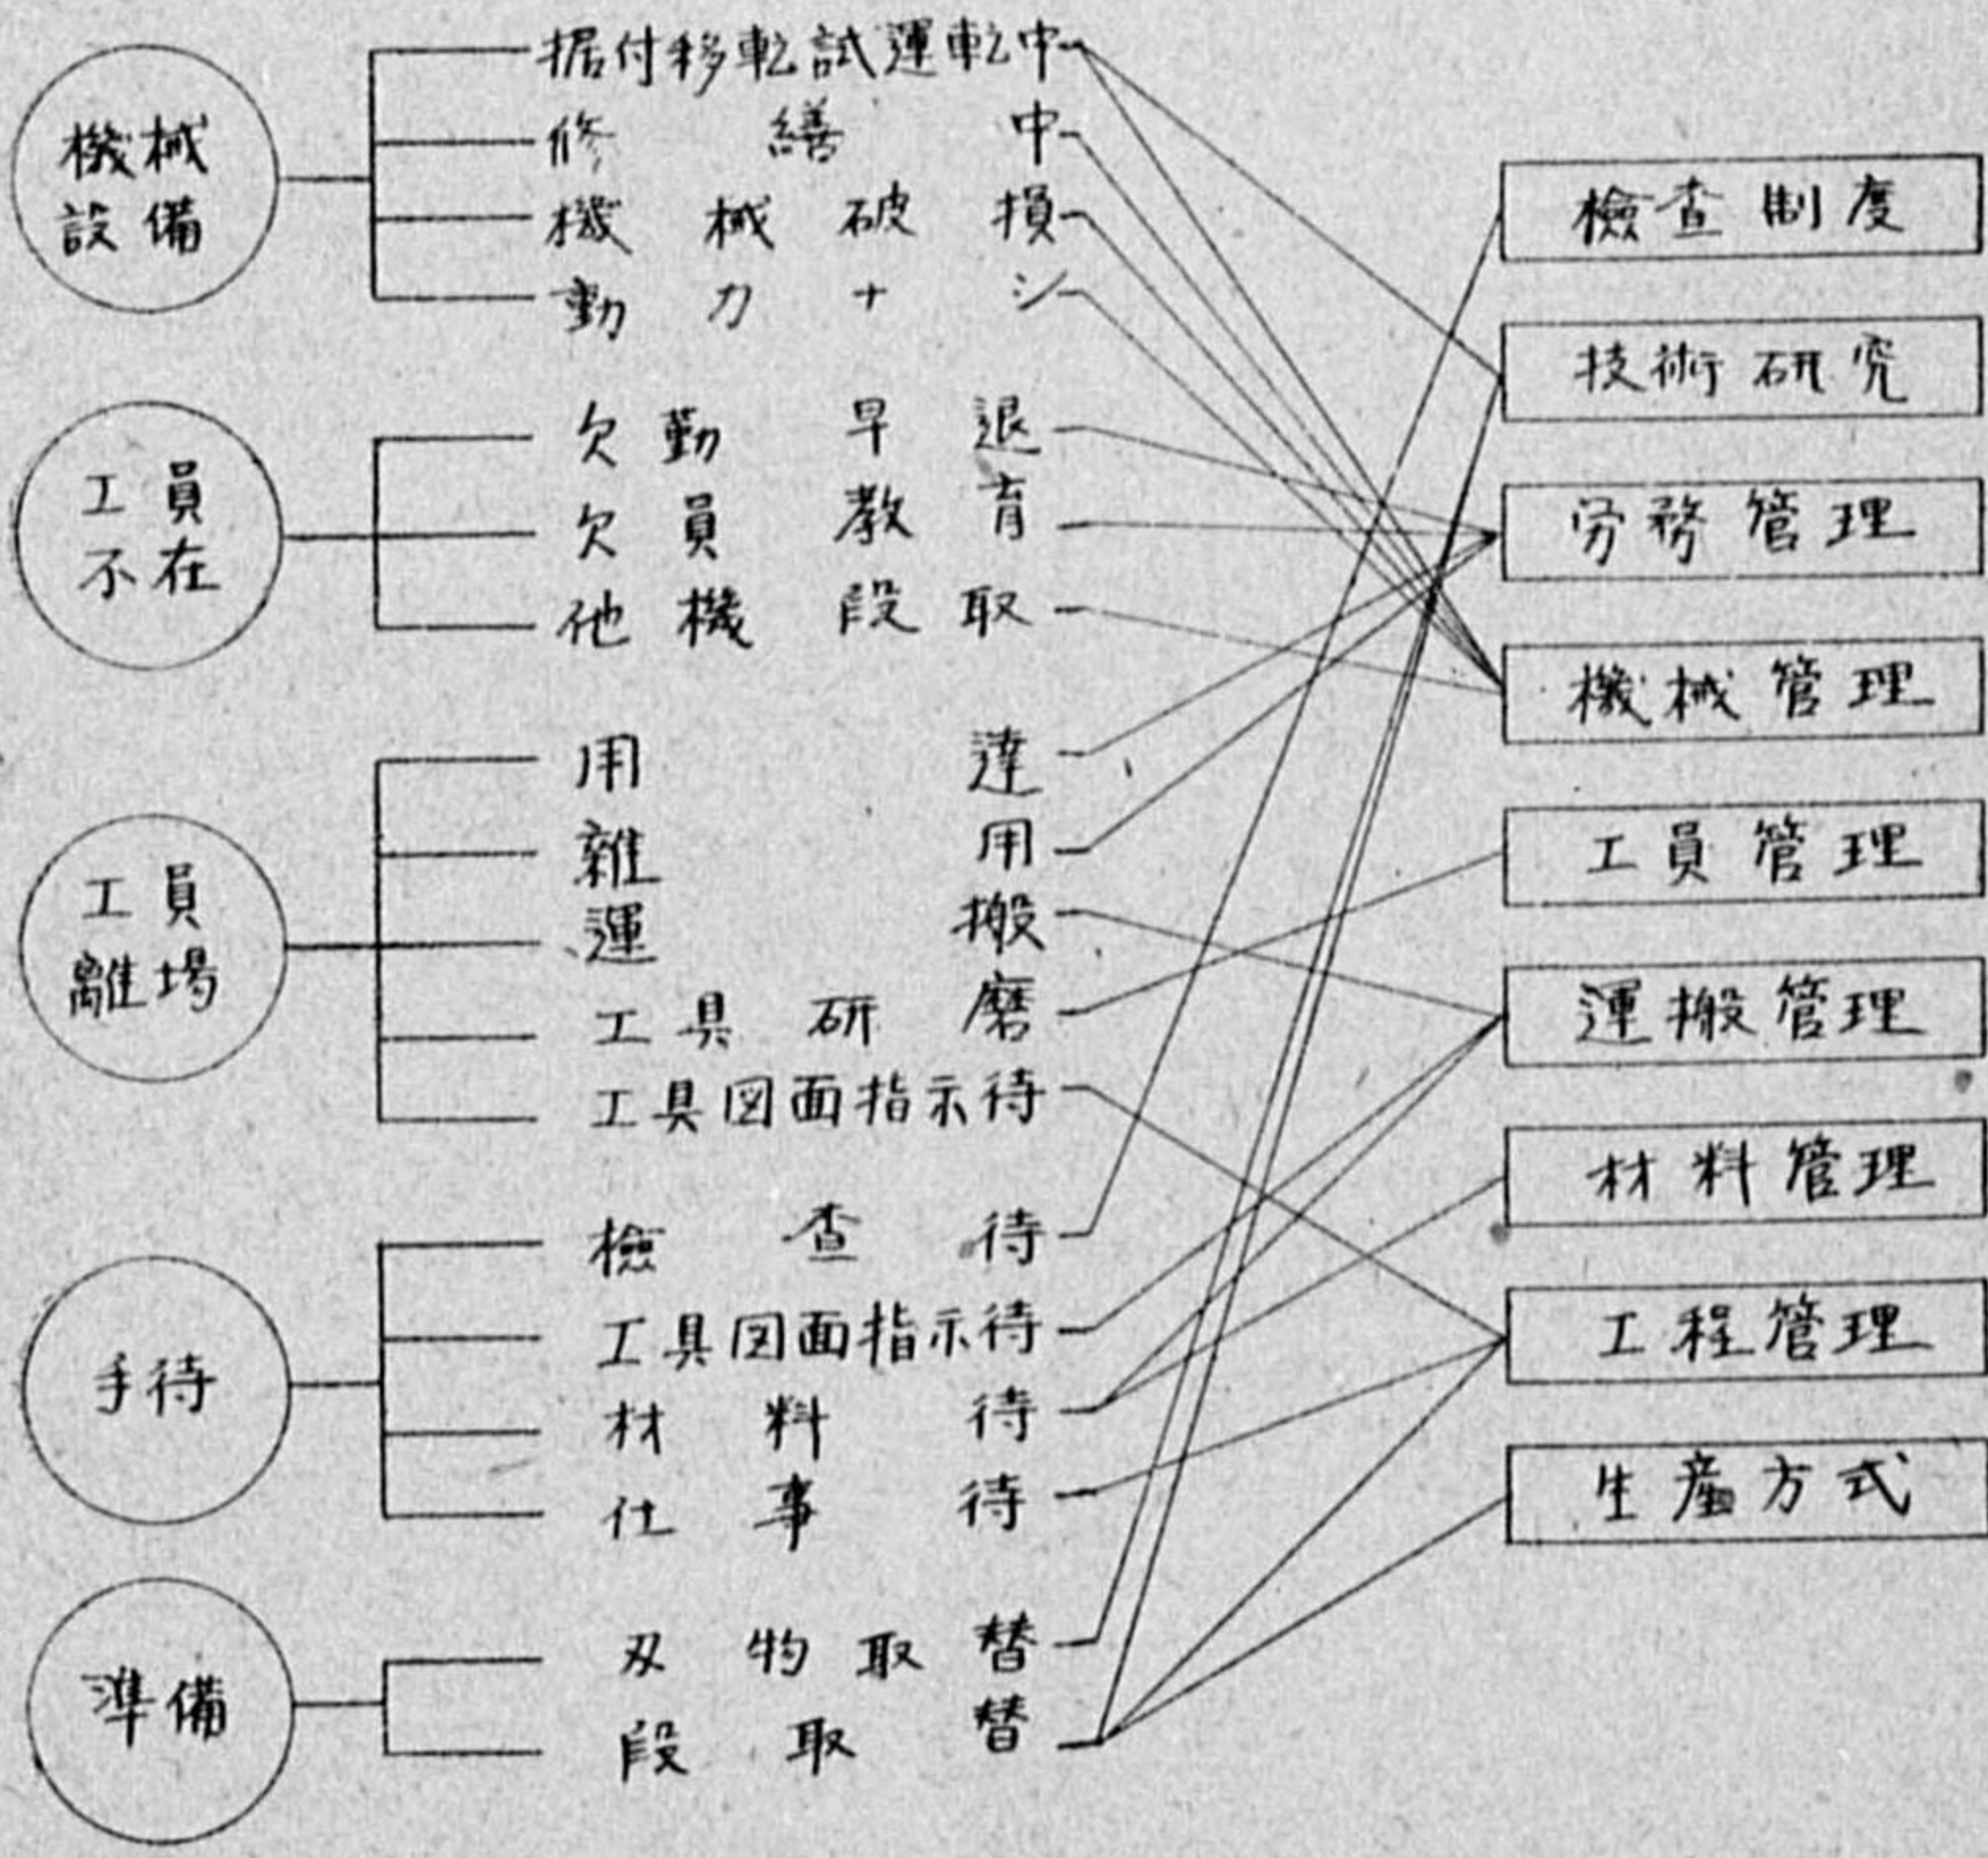 機械
設備
据付移転試運転中
修繕中
機械破損
動力ナシ
工員
不在
欠勤早退
欠員教育
他機段取
工員
離場
用達
雑用
運搬
工具研磨
工具図面指示待
手待
檢査待
工具図面指示待
材料待
仕事待
準備
刄物取替
段取替
檢査制度
技術研究
労務管理
機械管理
工員管理
運搬管理
材料管理
工程管理
生産方式